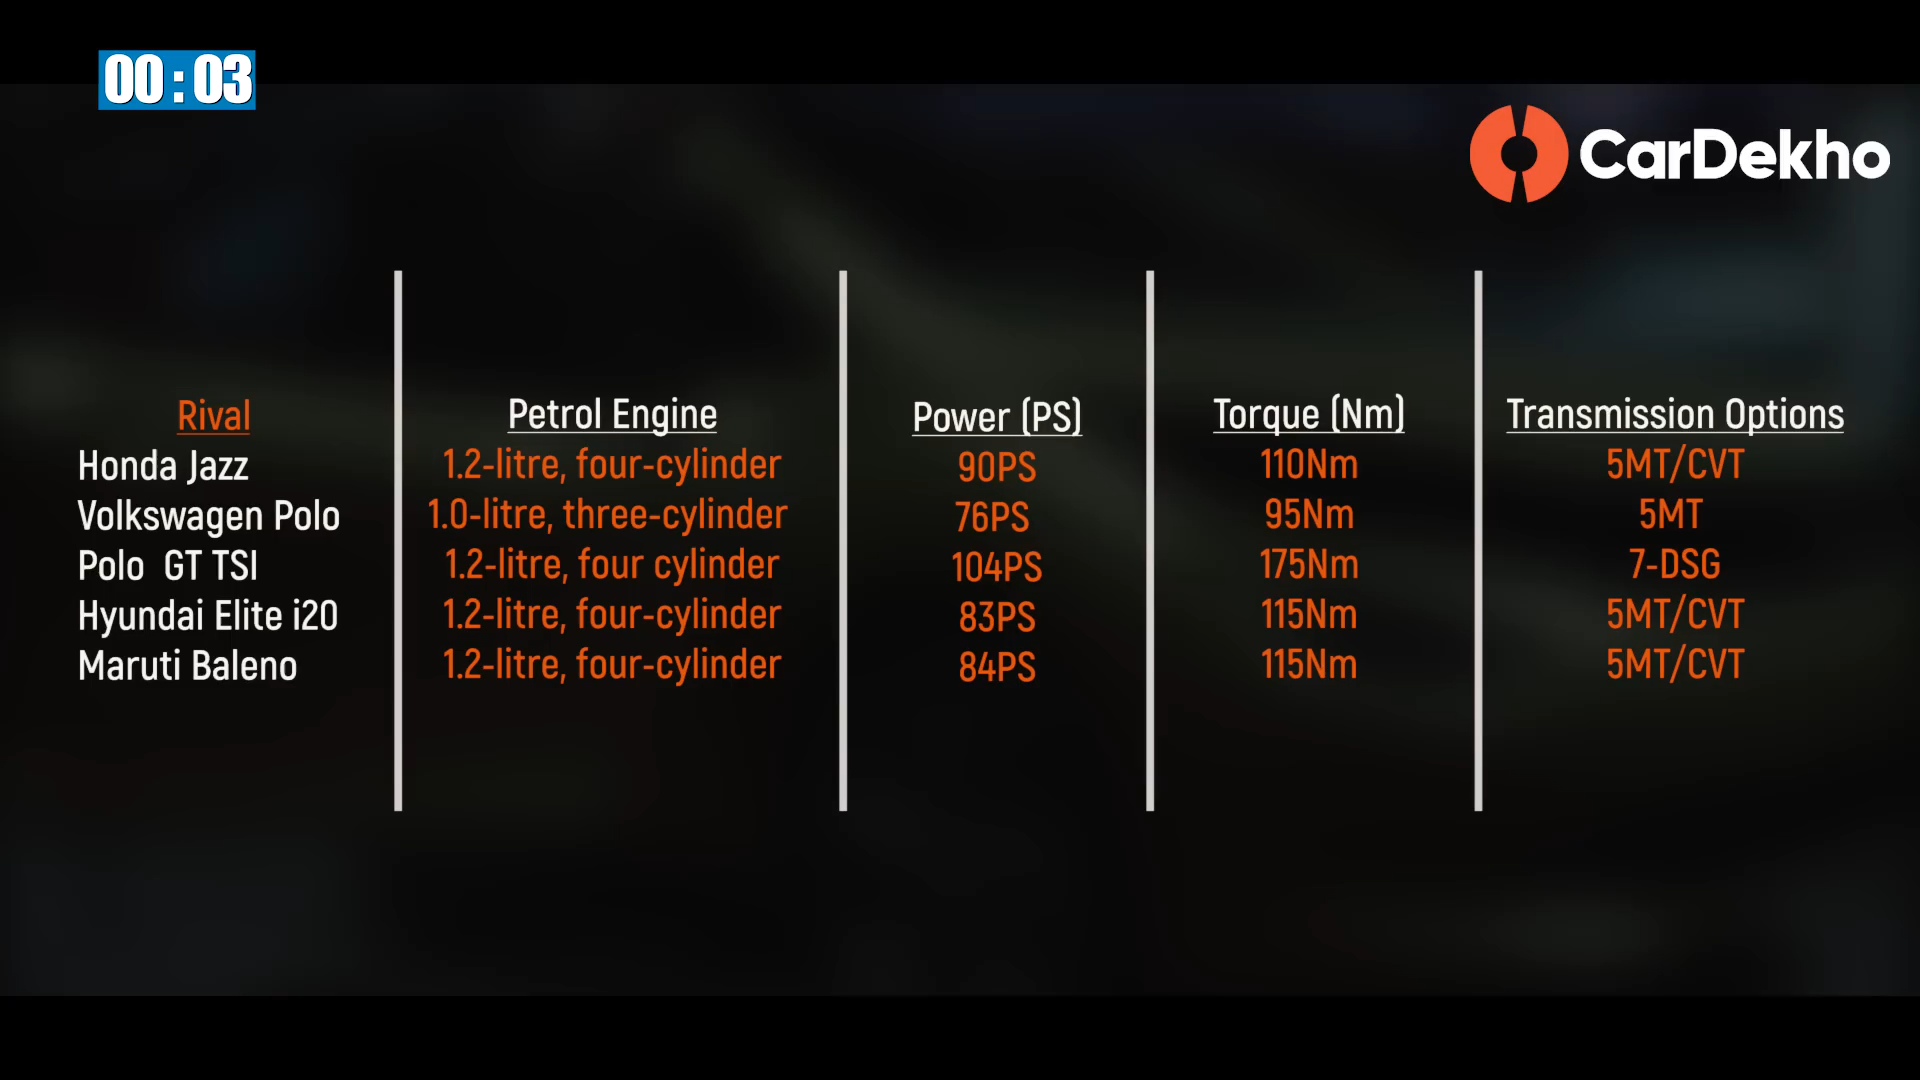 00:03
CarDekho
Rival Petrol Engine Power (PS) Torque (Nm) Transmission Options
Honda Jazz 1.2-litre, four-cylinder 90PS 110Nm 5MT/CVT
Volkswagen Polo 1.0-litre, three-cylinder 76PS 95Nm 5MT
Polo GT TSI 1.2-litre, four cylinder 104PS 175Nm 7-DSG
Hyundai Elite i20 1.2-litre, four-cylinder 83PS 115Nm 5MT/CVT
Maruti Baleno 1.2-litre, four-cylinder 84PS 115Nm 5MT/CVT